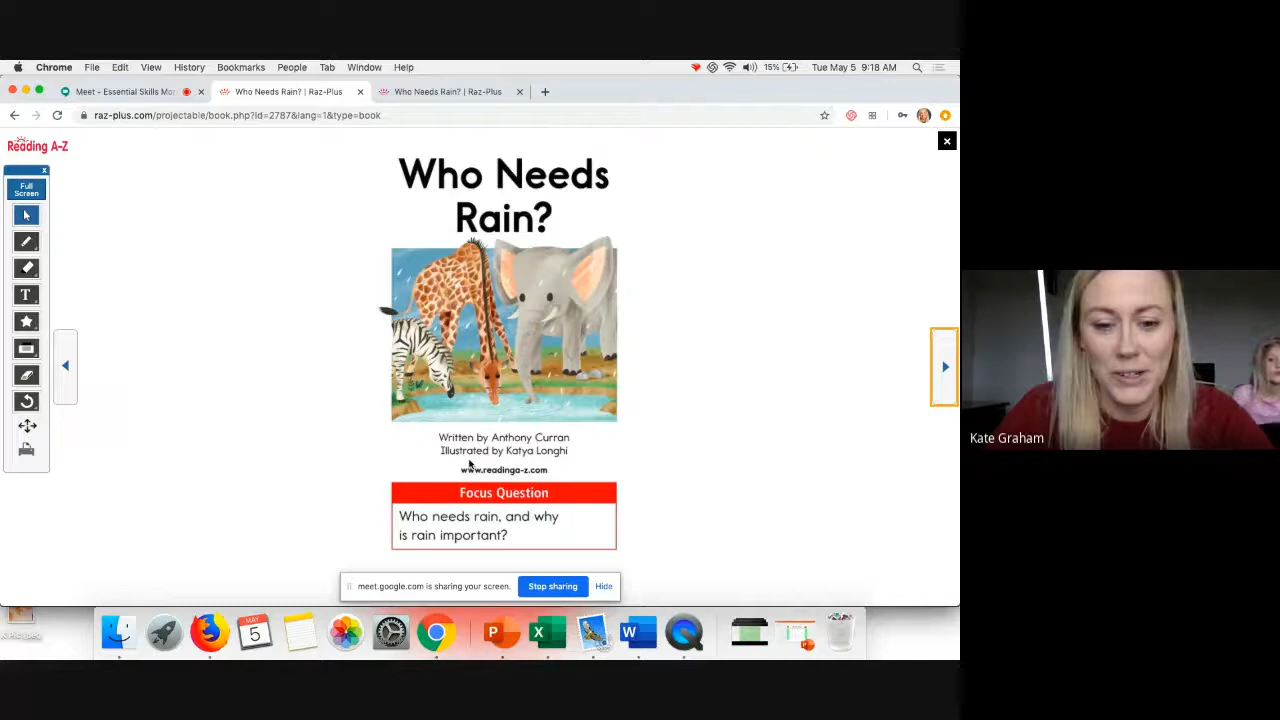 Chrome File Edit View History Bookmarks People Tab Window Help 15% Tue May 5 9:18 AM
Meet - Essential Skills Mor Who Needs Rain? | Raz-Plus Who Needs Rain? | Raz-Plus
raz-plus.com/projectable/book.php?id=2787&lang=1&type=book
Reading A-Z
x
Full
Screen
T
Who Needs
Rain?
Written by Anthony Curran
Illustrated by Katya Longhi
www.readinga-z.com
Focus Question
Who needs rain, and why
is rain important?
meet.google.com is sharing your screen. Stop sharing Hide
Kate Graham
MAY
5
P
X
W